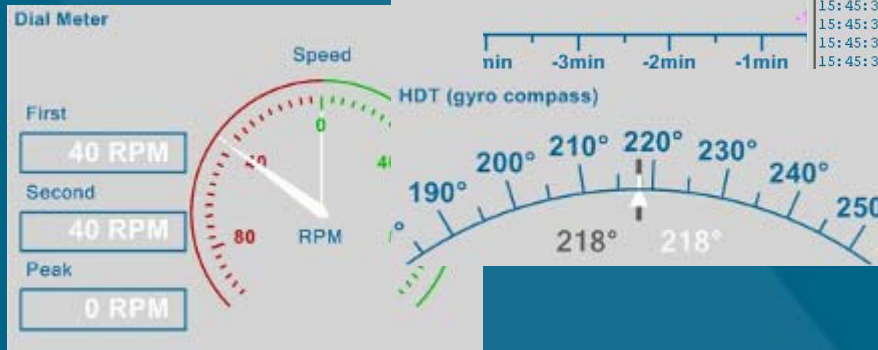 Dial Meter
Speed
First
40 RPM
Second
40 RPM
Peak
0 RPM
0
40
80
RPM
-3min
-2min
-1min
15:45:3
15:45:3
15:45:3
15:45:3
HDT (gyro compass)
190°
200°
210°
220°
230°
240°
250
218°
218°